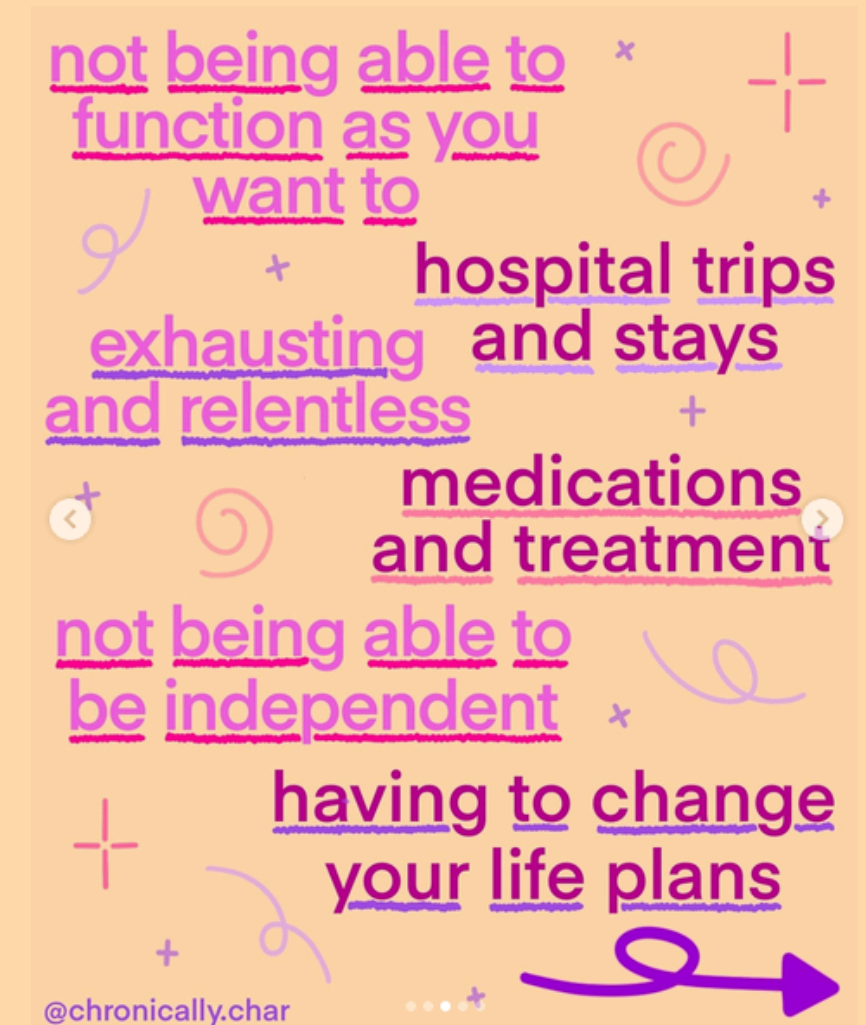 not being able to
function as you
want to
hospital trips
and stays
exhausting
and relentless
medications
and treatment
not being able to
be independent
having to change
your life plans
@chronically.char